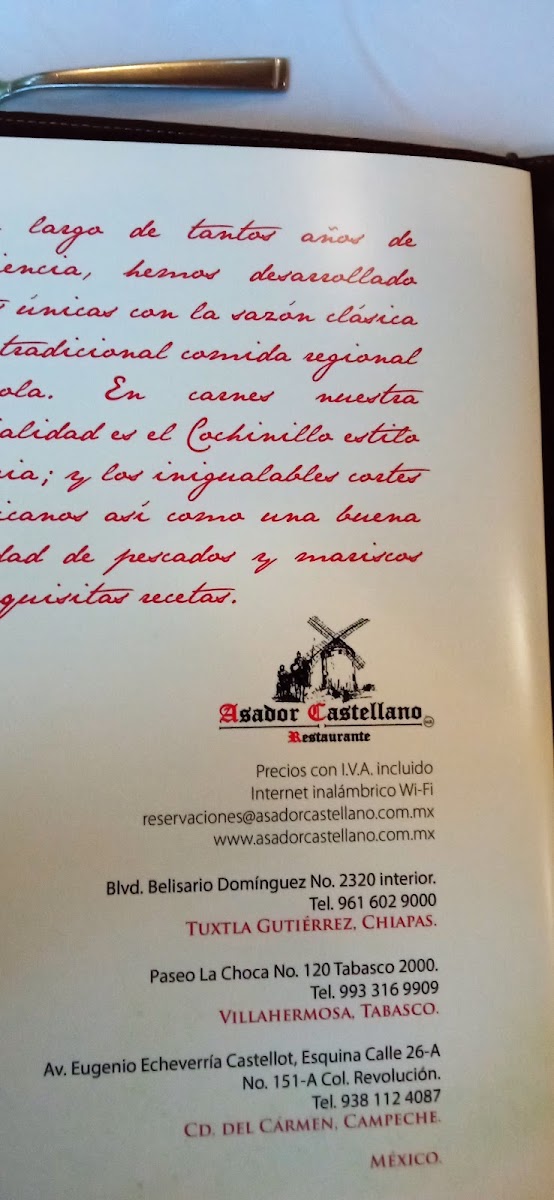 largo de tantos años de
iencia, hemos desarrollado
únicas con la sazón clásica
tradicional comida regional
ola. En carnes nuestra
alidad es el Cochinillo estilo
ia; y los inigualables cortes
icanos así como una buena
dad de pescados y mariscos
quisitas recetas.
Asador Castellano
Restaurante
Precios con I.V.A. incluido
Internet inalámbrico Wi-Fi
reservaciones@asadorcastellano.com.mx
www.asadorcastellano.com.mx
Blvd. Belisario Domínguez No. 2320 interior.
Tel. 961 602 9000
Tuxtla Gutiérrez, Chiapas.
Paseo La Choca No. 120 Tabasco 2000.
Tel. 993 316 9909
Villahermosa, Tabasco.
Av. Eugenio Echeverría Castellot, Esquina Calle 26-A
No. 151-A Col. Revolución.
Tel. 938 112 4087
Cd. del Cármen, Campeche.
México.